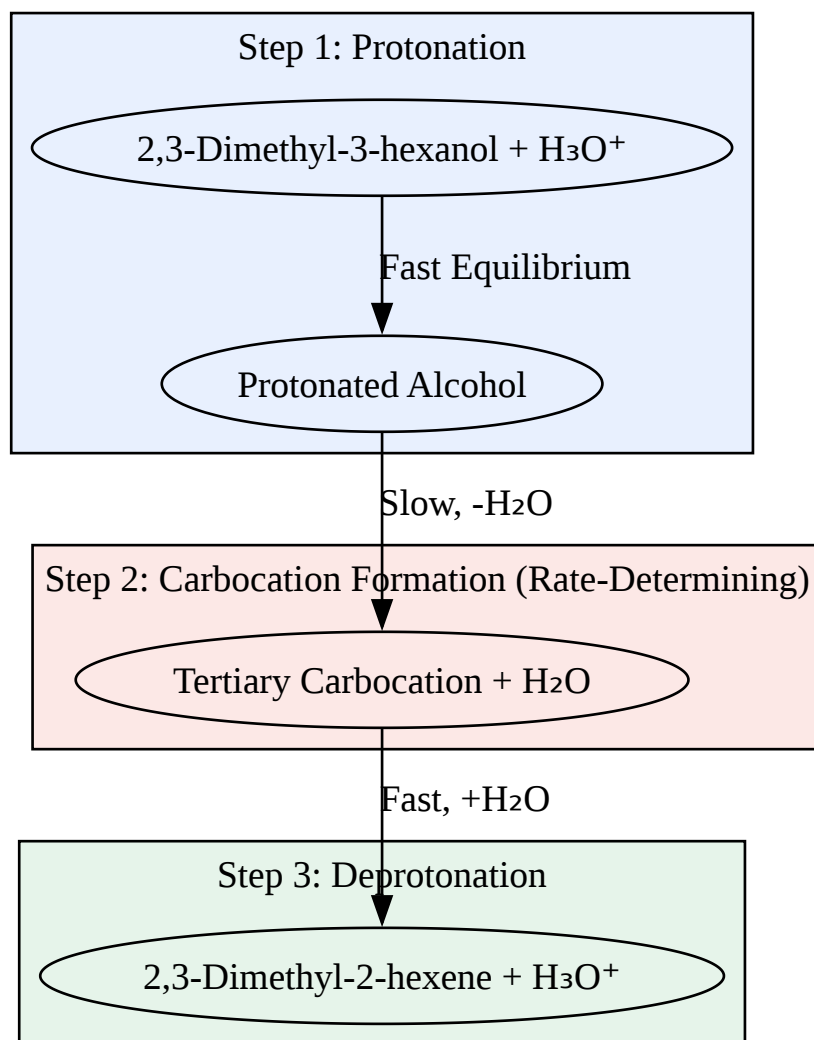 Step 1: Protonation
2,3-Dimethyl-3-hexanol + H₃O⁺
Fast Equilibrium
Protonated Alcohol
Slow, -H₂O
Step 2: Carbocation Formation (Rate-Determining)
Tertiary Carbocation + H₂O
Fast, +H₂O
Step 3: Deprotonation
2,3-Dimethyl-2-hexene + H₃O⁺